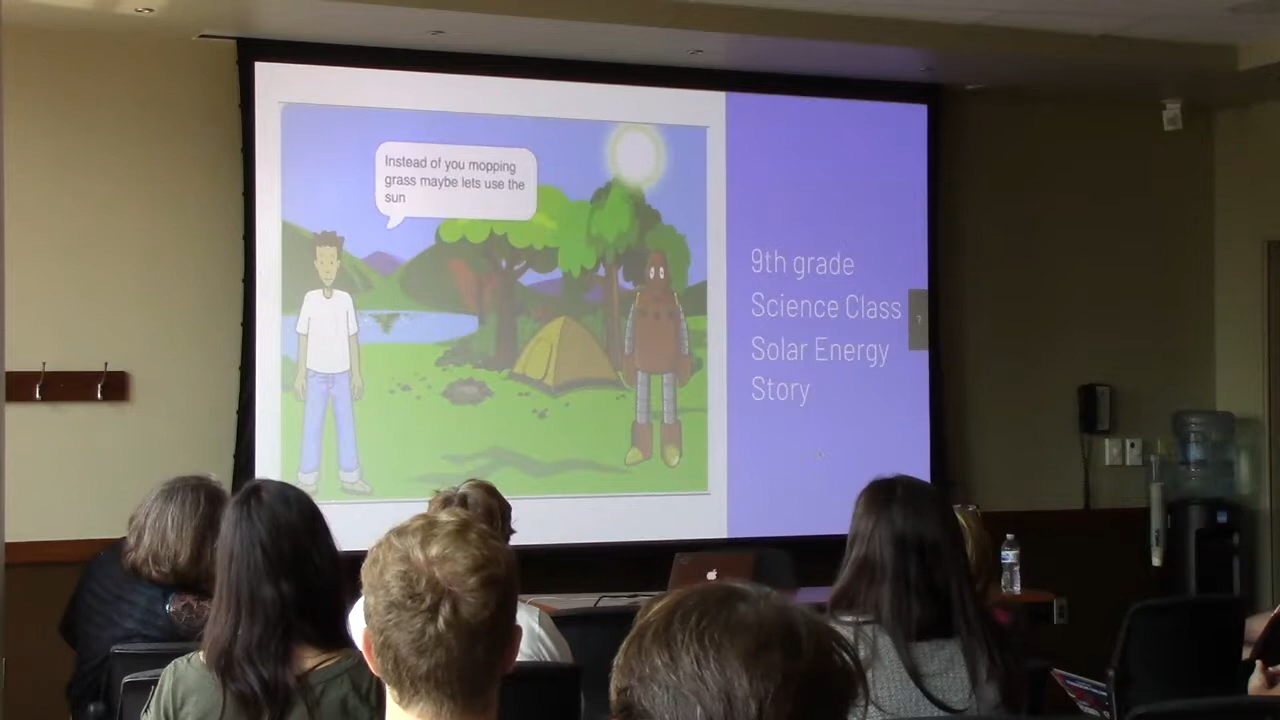 Instead of you mopping
grass maybe lets use the
sun
9th grade
Science Class
Solar Energy
Story